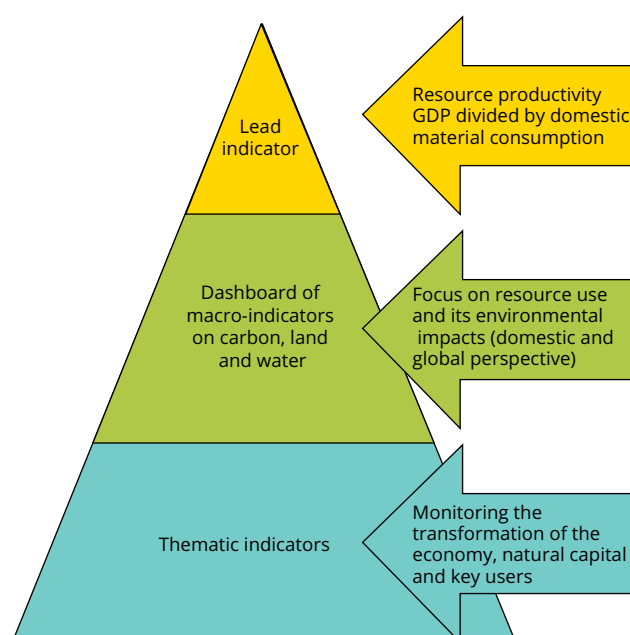 Lead
indicator
Resource productivity
GDP divided by domestic
material consumption
Dashboard of
macro-indicators
on carbon, land
and water
Focus on resource use
and its environmental
impacts (domestic and
global perspective)
Thematic indicators
Monitoring the
transformation of the
economy, natural capital
and key users